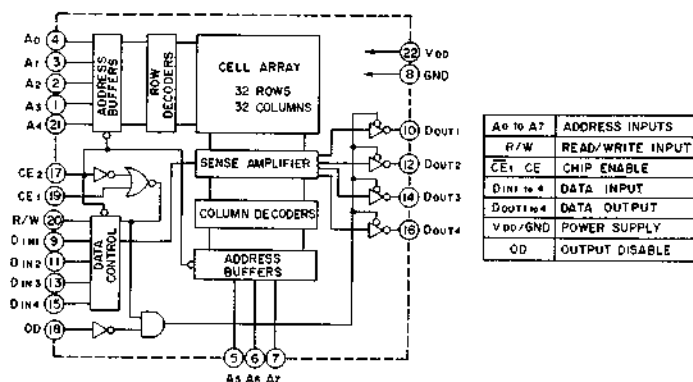 A0 4
A1 3
A2 2
A3 1
A4 21
ADDRESS BUFFERS
ROW DECODERS
CELL ARRAY
32 ROWS
32 COLUMNS
22 VDD
8 GND
10 DOUT1
12 DOUT2
14 DOUT3
16 DOUT4
SENSE AMPLIFIER
COLUMN DECODERS
ADDRESS BUFFERS
CE2 17
CE1 19
R/W 20
DIN1 9
DIN2 11
DIN3 13
DIN4 15
DATA CONTROL
OD 18
5 6 7
A5 A6 A7
A0 to A7 ADDRESS INPUTS
R/W READ/WRITE INPUT
CE1 CE CHIP ENABLE
DIN1 to 4 DATA INPUT
DOUT1 to 4 DATA OUTPUT
VDD/GND POWER SUPPLY
OD OUTPUT DISABLE